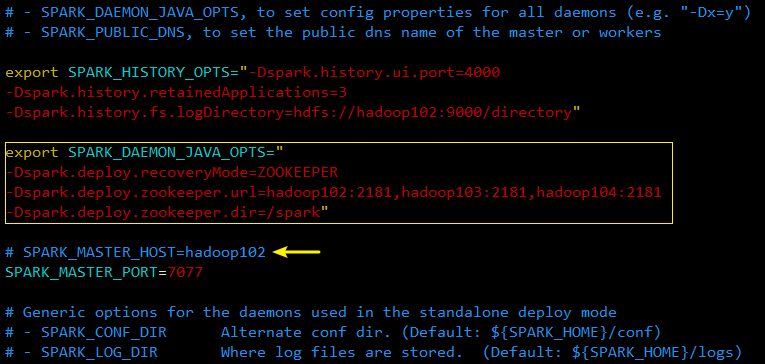 # - SPARK_DAEMON_JAVA_OPTS, to set config properties for all daemons (e.g. "-Dx=y")
# - SPARK_PUBLIC_DNS, to set the public dns name of the master or workers
export SPARK_HISTORY_OPTS="-Dspark.history.ui.port=4000
-Dspark.history.retainedApplications=3
-Dspark.history.fs.logDirectory=hdfs://hadoop102:9000/directory"
export SPARK_DAEMON_JAVA_OPTS="
-Dspark.deploy.recoveryMode=ZOOKEEPER
-Dspark.deploy.zookeeper.url=hadoop102:2181,hadoop103:2181,hadoop104:2181
-Dspark.deploy.zookeeper.dir=/spark"
# SPARK_MASTER_HOST=hadoop102
SPARK_MASTER_PORT=7077
# Generic options for the daemons used in the standalone deploy mode
# - SPARK_CONF_DIR      Alternate conf dir. (Default: ${SPARK_HOME}/conf)
# - SPARK_LOG_DIR       Where log files are stored.  (Default: ${SPARK_HOME}/logs)